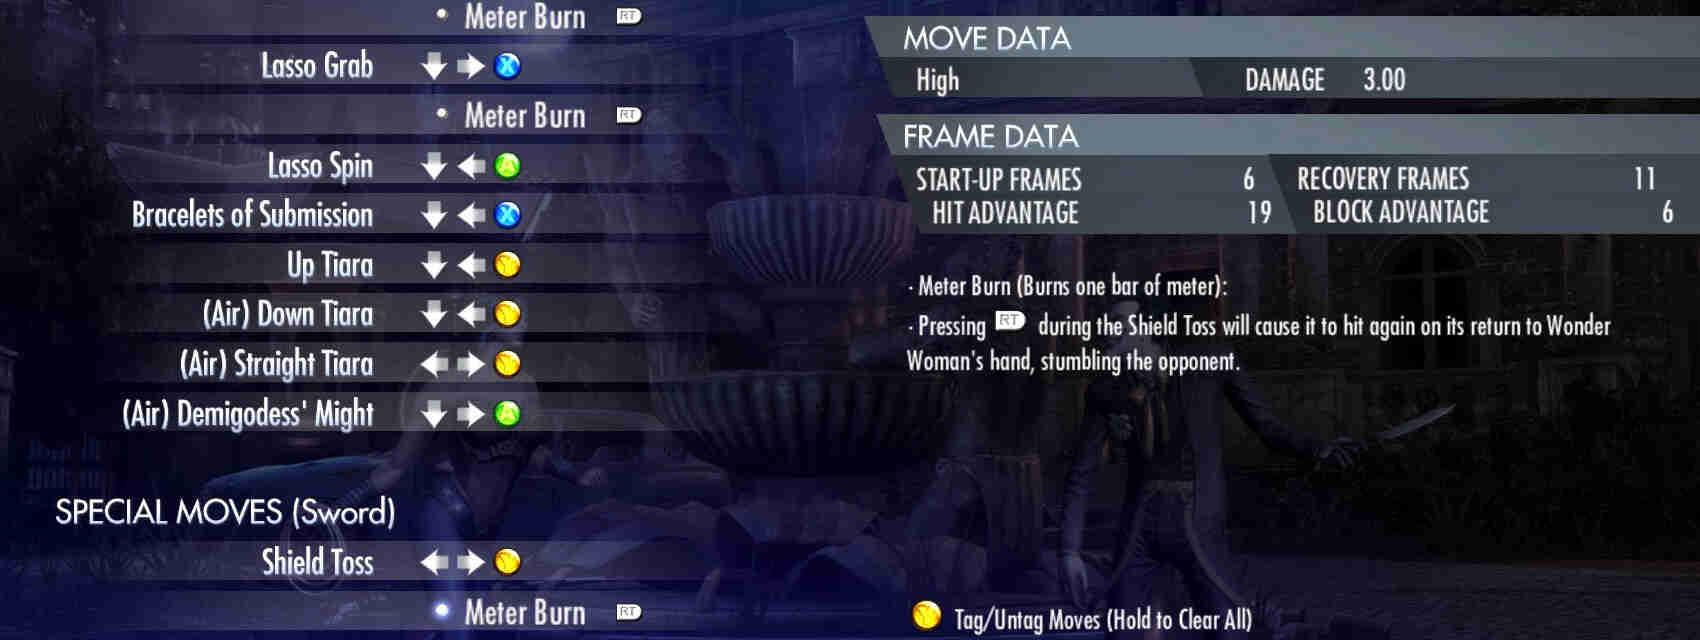 Meter Burn RT
Lasso Grab X
Meter Burn RT
Lasso Spin A
Bracelets of Submission X
Up Tiara Y
(Air) Down Tiara Y
(Air) Straight Tiara Y
(Air) Demigodess' Might A
SPECIAL MOVES (Sword)
Shield Toss Y
Meter Burn RT
MOVE DATA
High DAMAGE 3.00
FRAME DATA
START-UP FRAMES 6 RECOVERY FRAMES 11
HIT ADVANTAGE 19 BLOCK ADVANTAGE 6
· Meter Burn (Burns one bar of meter):
· Pressing RT during the Shield Toss will cause it to hit again on its return to Wonder
Woman's hand, stumbling the opponent.
Y Tag/Untag Moves (Hold to Clear All)